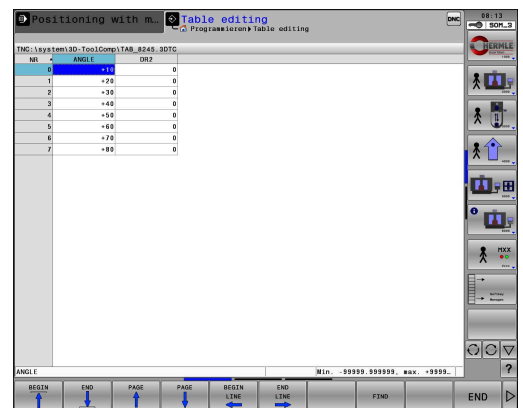 Positioning with m…
Table editing
Programmieren Table editing
DNC
08:13
SOM_3
TNC:\system\3D-ToolComp\TAB_8245.3DTC
NR ANGLE DR2
0 +10 0
1 +20 0
2 +30 0
3 +40 0
4 +50 0
5 +60 0
6 +70 0
7 +80 0
HERMLE
MXX
ANGLE
Min. -99999.999999, max. +9999…
?
BEGIN
END
PAGE
PAGE
BEGIN LINE
END LINE
FIND
END